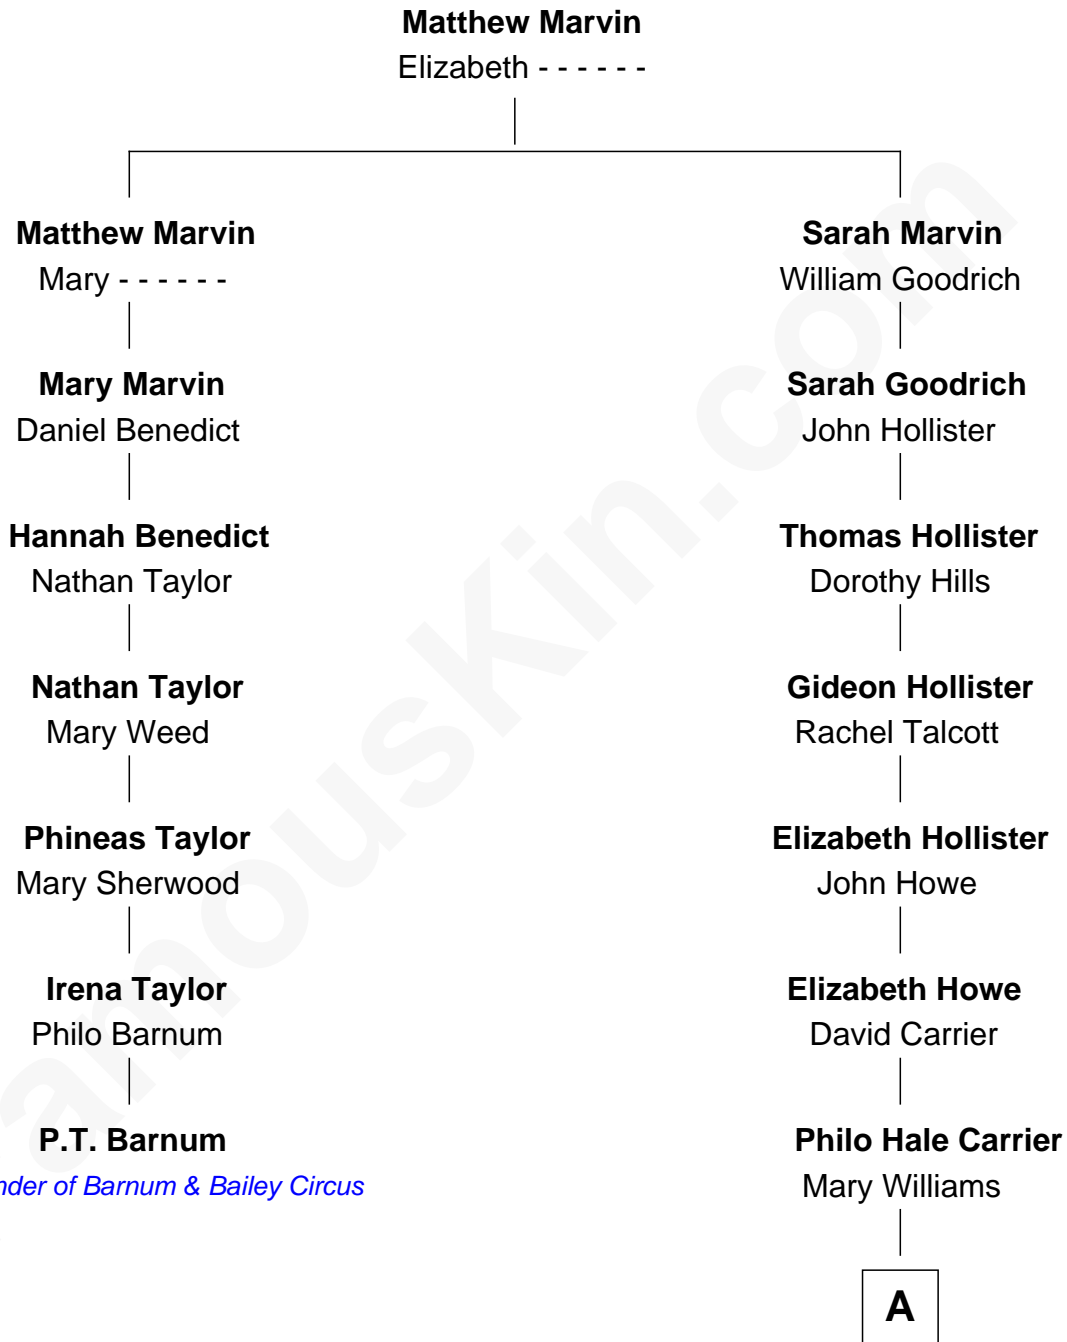 Matthew Marvin
Elizabeth - - - - - -
Matthew Marvin
Mary - - - - - -
Sarah Marvin
William Goodrich
Mary Marvin
Daniel Benedict
Sarah Goodrich
John Hollister
Hannah Benedict
Nathan Taylor
Thomas Hollister
Dorothy Hills
Nathan Taylor
Mary Weed
Gideon Hollister
Rachel Talcott
Phineas Taylor
Mary Sherwood
Elizabeth Hollister
John Howe
Irena Taylor
Philo Barnum
Elizabeth Howe
David Carrier
P.T. Barnum
nder of Barnum & Bailey Circus
Philo Hale Carrier
Mary Williams
A
amousKin.com